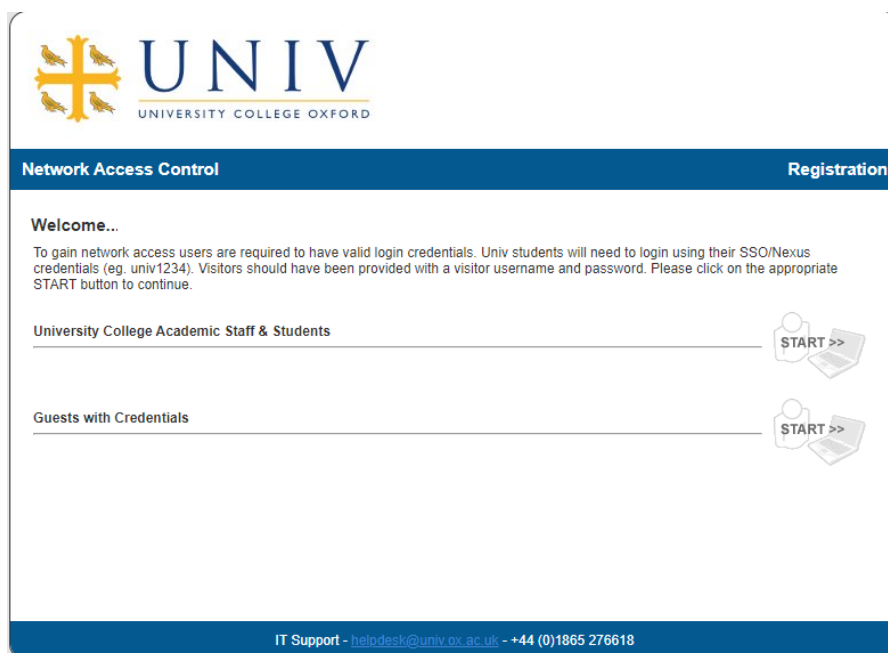 UNIV
UNIVERSITY COLLEGE OXFORD
Network Access Control Registration
Welcome...
To gain network access users are required to have valid login credentials. Univ students will need to login using their SSO/Nexus
credentials (eg. univ1234). Visitors should have been provided with a visitor username and password. Please click on the appropriate
START button to continue.
University College Academic Staff & Students
START >>
Guests with Credentials
START >>
IT Support - helpdesk@univ.ox.ac.uk - +44 (0)1865 276618